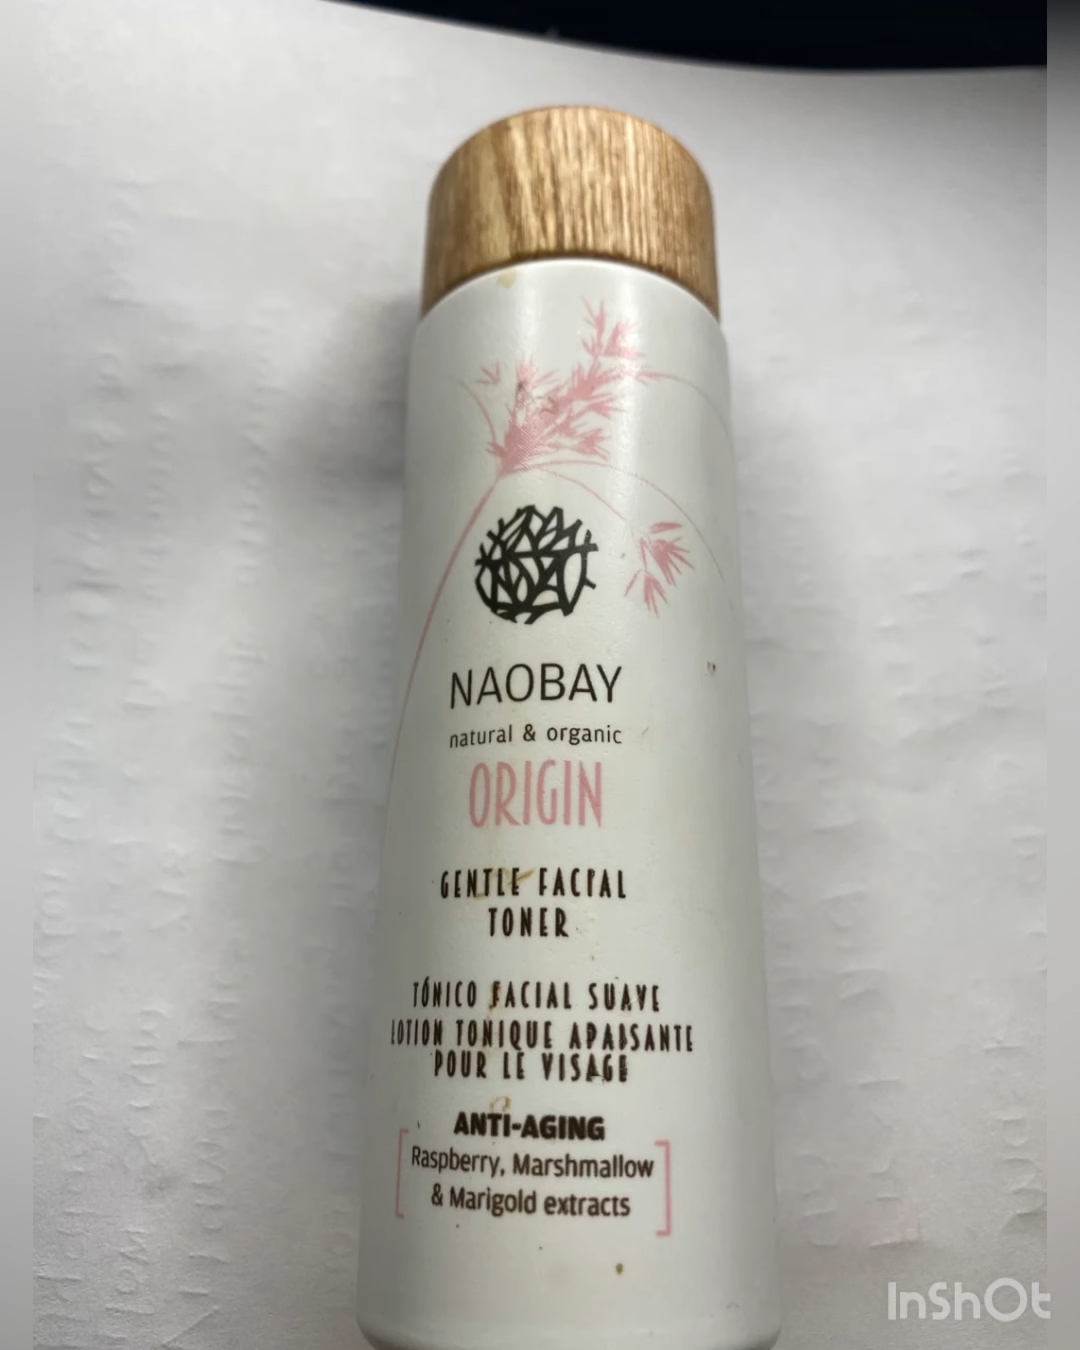 NAOBAY
natural & organic
ORIGIN
GENTLE FACIAL
TONER
TÓNICO FACIAL SUAVE
LOTION TONIQUE APAISANTE
POUR LE VISAGE
ANTI-AGING
Raspberry, Marshmallow
& Marigold extracts
InShOt